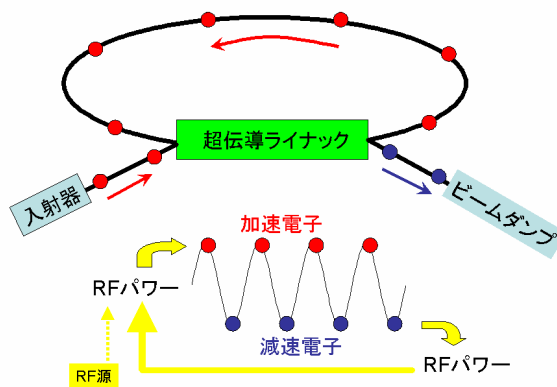 超伝導ライナック
入射器
ビームダンプ
加速電子
RFパワー
減速電子
RFパワー
RF源